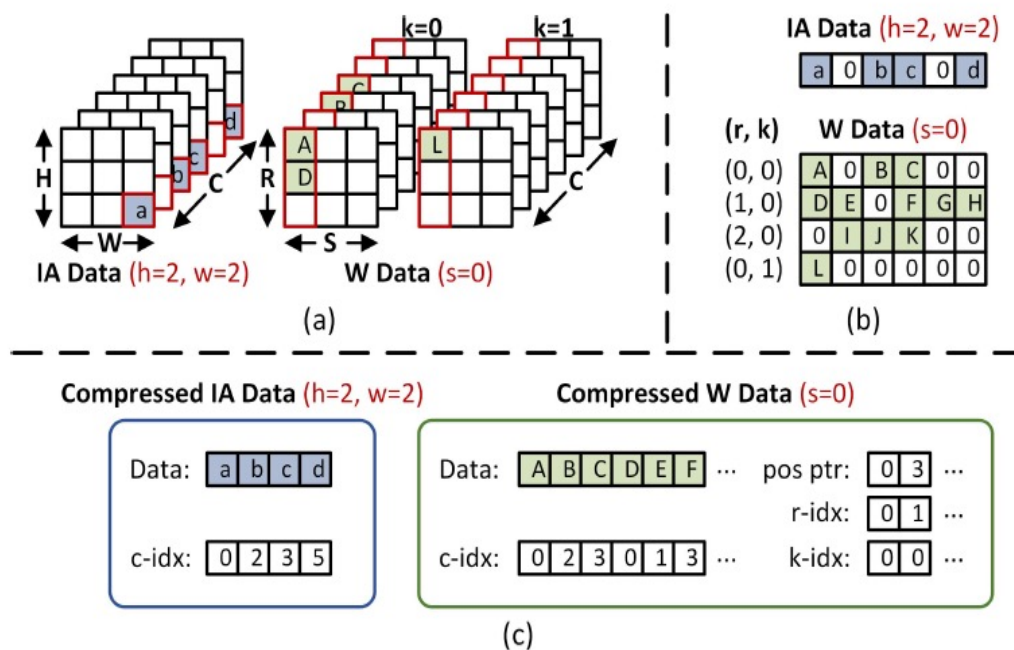 k=0 k=1
C
B
d
A L
D
c
b
a
H
W
C
R
S
C
IA Data (h=2, w=2)
W Data (s=0)
(a)
IA Data (h=2, w=2)
a 0 b c 0 d
(r, k) W Data (s=0)
(0, 0) A 0 B C 0 0
(1, 0) D E 0 F G H
(2, 0) 0 I J K 0 0
(0, 1) L 0 0 0 0 0
(b)
Compressed IA Data (h=2, w=2)
Data: a b c d
c-idx: 0 2 3 5
Compressed W Data (s=0)
Data: A B C D E F ...
pos ptr: 0 3 ...
r-idx: 0 1 ...
c-idx: 0 2 3 0 1 3 ...
k-idx: 0 0 ...
(c)